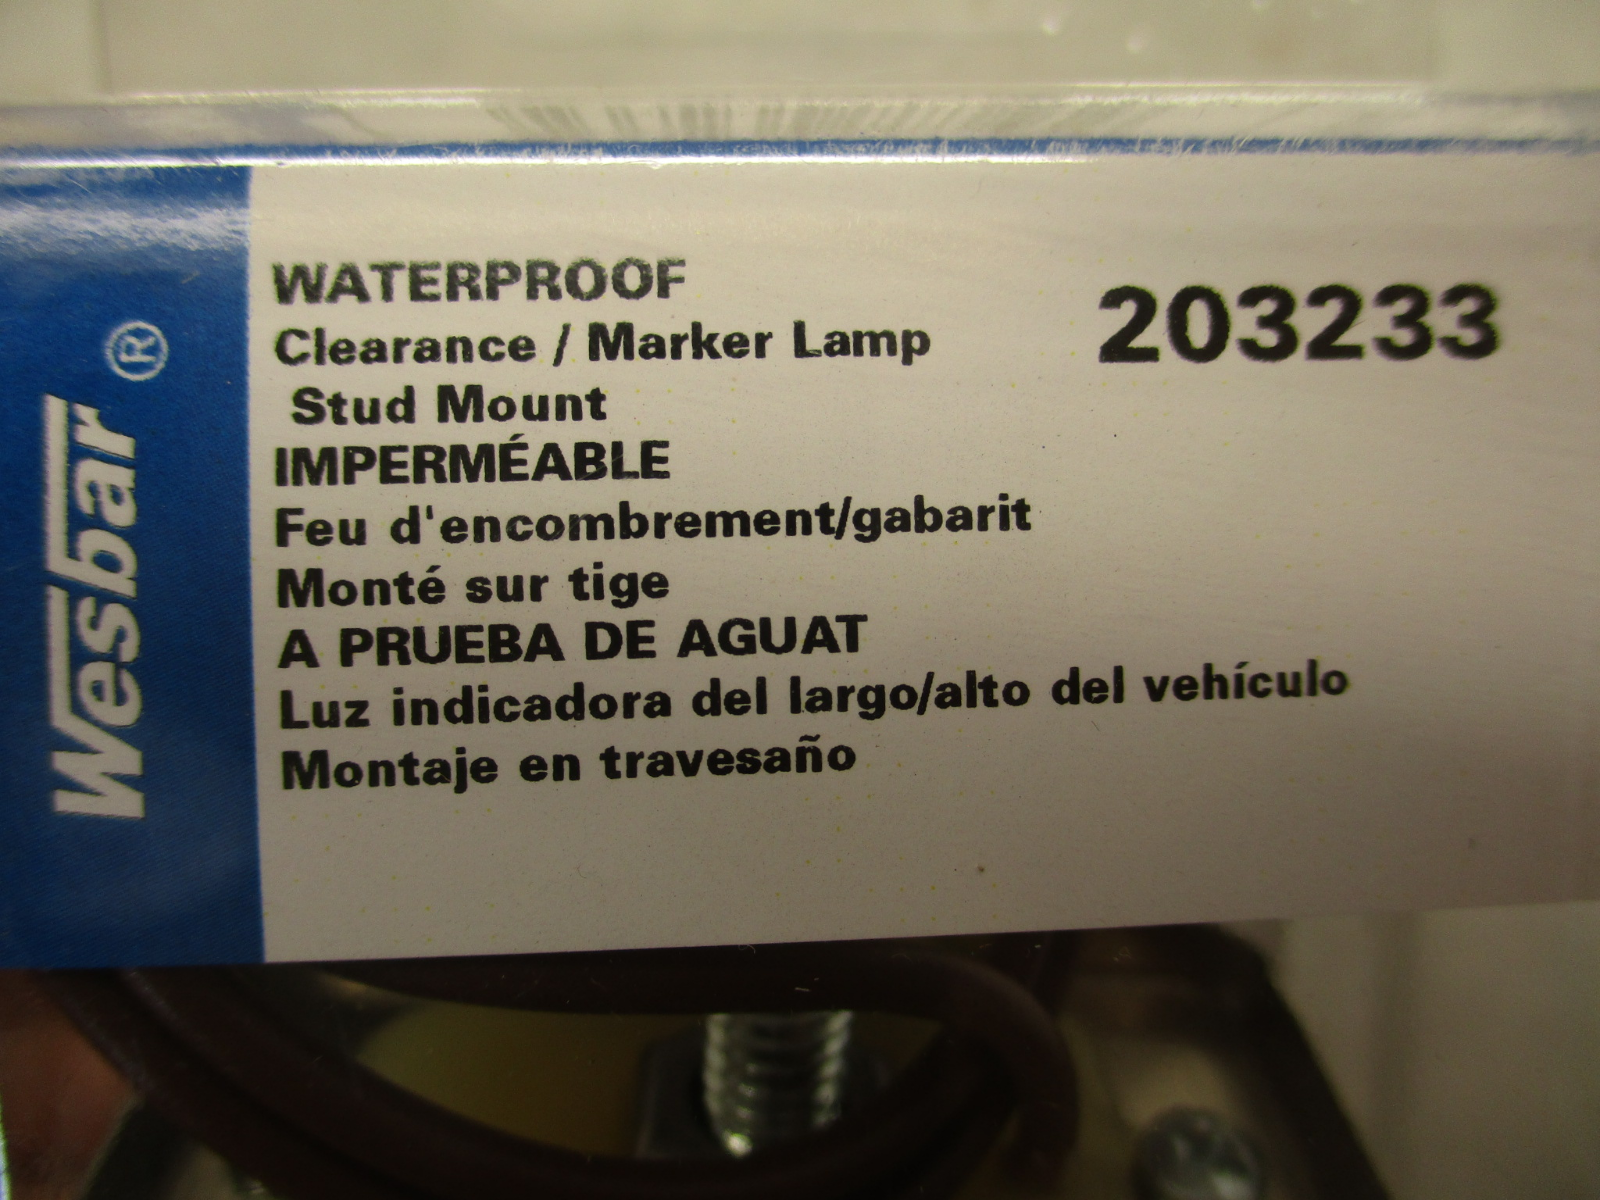 Wesbar®
WATERPROOF
Clearance / Marker Lamp
Stud Mount
203233
IMPERMÉABLE
Feu d'encombrement/gabarit
Monté sur tige
A PRUEBA DE AGUAT
Luz indicadora del largo/alto del vehículo
Montaje en travesaño